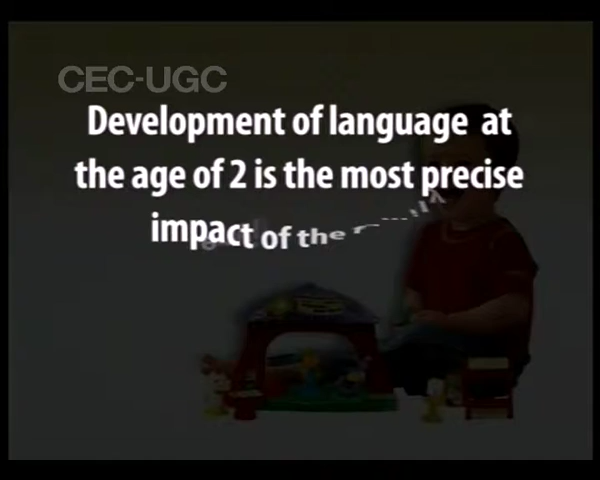 CEC-UGC
Development of language at
the age of 2 is the most precise
impact of the